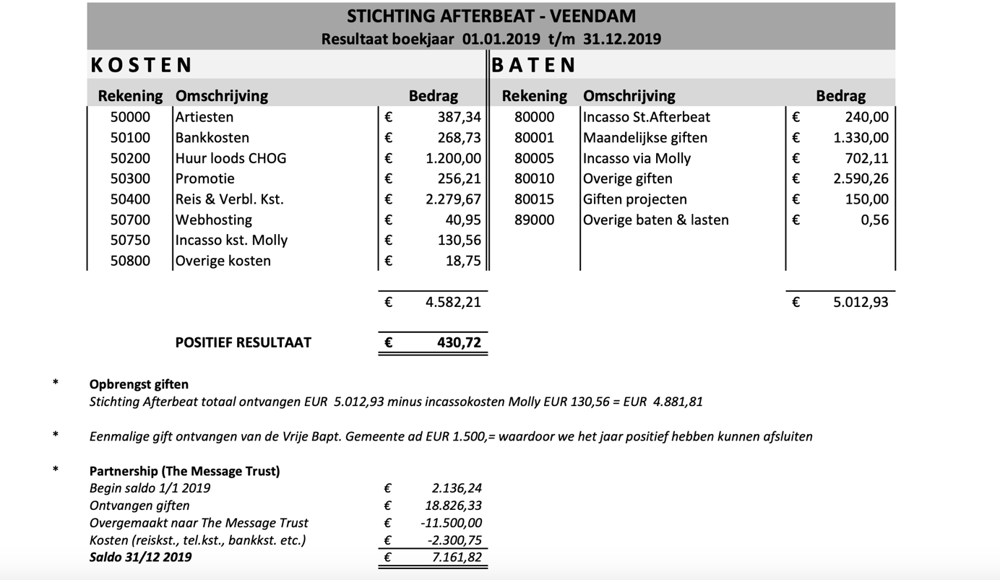 STICHTING AFTERBEAT - VEENDAM
Resultaat boekjaar 01.01.2019 t/m 31.12.2019
KOSTEN BATEN
Rekening Omschrijving Bedrag Rekening Omschrijving Bedrag
50000 Artiesten € 387,34 80000 Incasso St.Afterbeat € 240,00
50100 Bankkosten € 268,73 80001 Maandelijkse giften € 1.330,00
50200 Huur loods CHOG € 1.200,00 80005 Incasso via Molly € 702,11
50300 Promotie € 256,21 80010 Overige giften € 2.590,26
50400 Reis & Verbl. Kst. € 2.279,67 80015 Giften projecten € 150,00
50700 Webhosting € 40,95 89000 Overige baten & lasten € 0,56
50750 Incasso kst. Molly € 130,56
50800 Overige kosten € 18,75
€ 4.582,21 € 5.012,93
POSITIEF RESULTAAT € 430,72
* Opbrengst giften
Stichting Afterbeat totaal ontvangen EUR 5.012,93 minus incassokosten Molly EUR 130,56 = EUR 4.881,81
* Eenmalige gift ontvangen van de Vrije Bapt. Gemeente ad EUR 1.500,= waardoor we het jaar positief hebben kunnen afsluiten
* Partnership (The Message Trust)
Begin saldo 1/1 2019 € 2.136,24
Ontvangen giften € 18.826,33
Overgemaakt naar The Message Trust € -11.500,00
Kosten (reiskst., tel.kst., bankkst. etc.) € -2.300,75
Saldo 31/12 2019 € 7.161,82